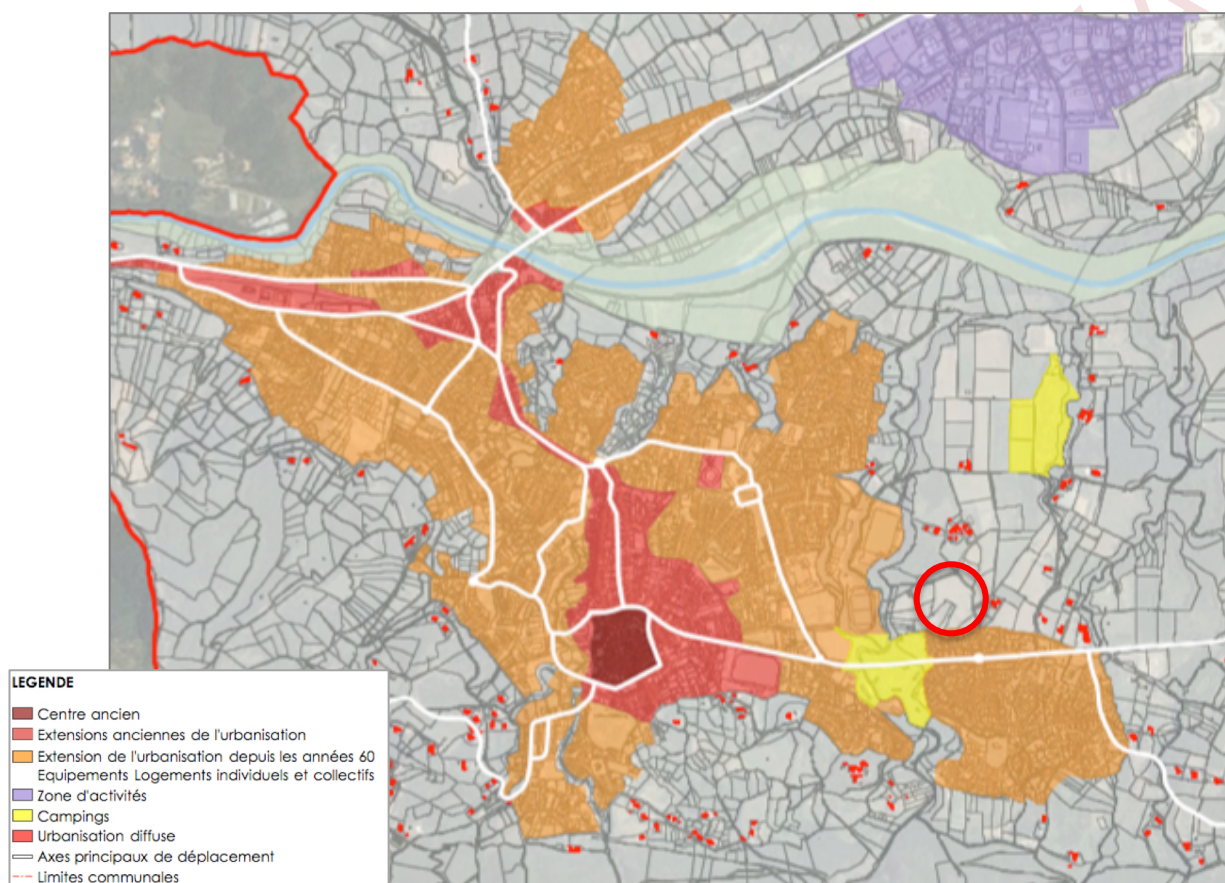 LEGENDE
Centre ancien
Extensions anciennes de l'urbanisation
Extension de l'urbanisation depuis les années 60
Equipements Logements individuels et collectifs
Zone d'activités
Campings
Urbanisation diffuse
Axes principaux de déplacement
Limites communales